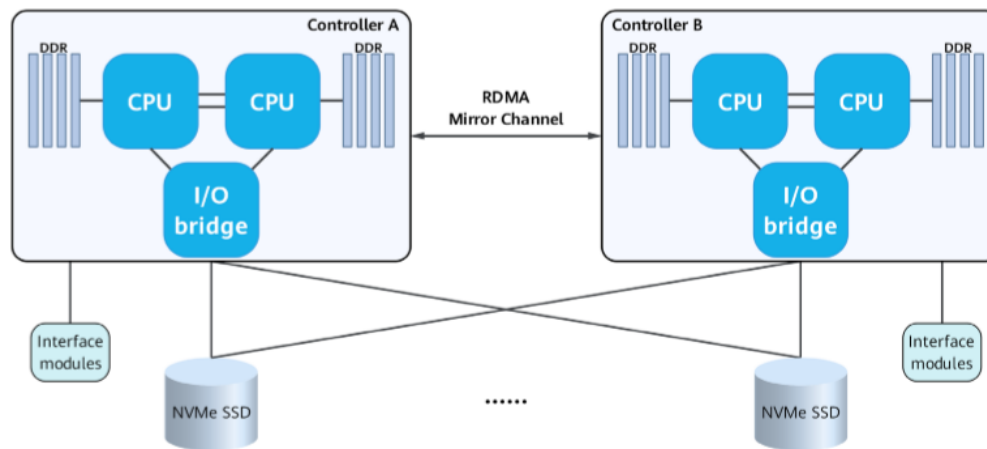 Controller A
DDR
DDR
CPU
CPU
I/O
bridge
RDMA
Mirror Channel
Controller B
DDR
DDR
CPU
CPU
I/O
bridge
Interface
modules
NVMe SSD
......
NVMe SSD
Interface
modules